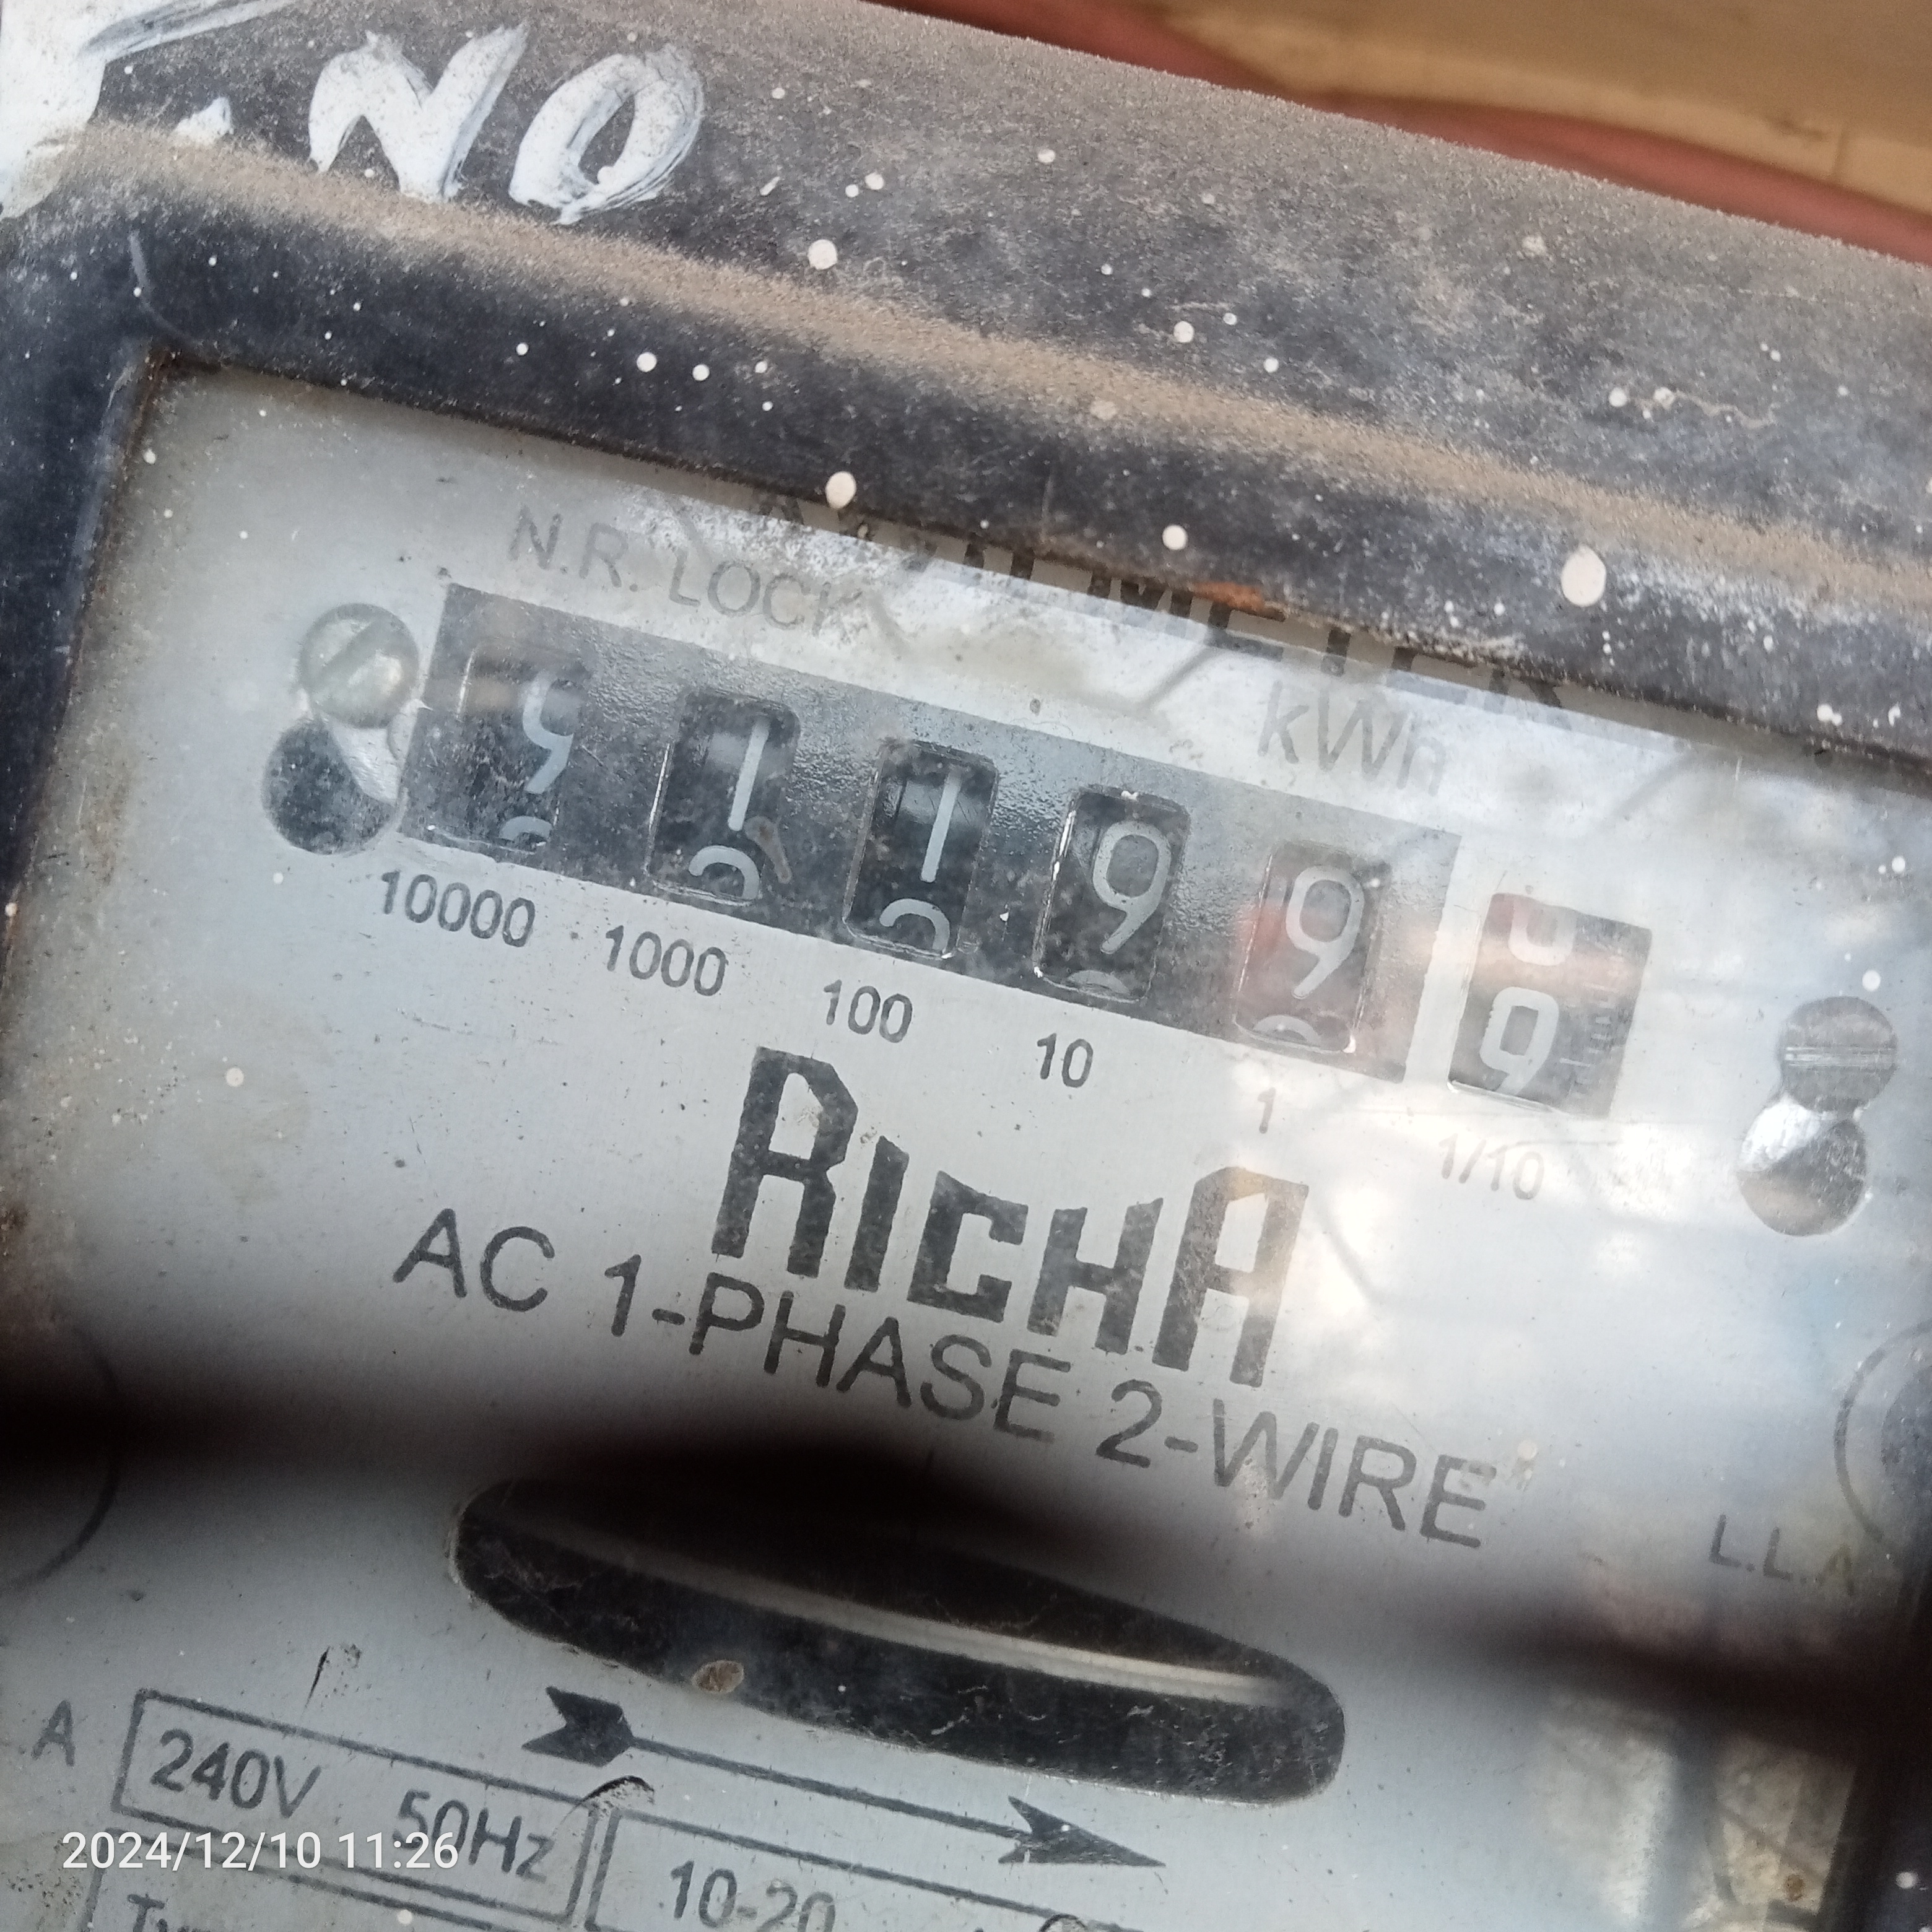 F.NO
N.R. LOCK
kWh
9 1 1 9 9 9
10000 1000 100 10 1 1/10
RICHA
AC 1-PHASE 2-WIRE
A
240V 50Hz
10-20
2024/12/10 11:26